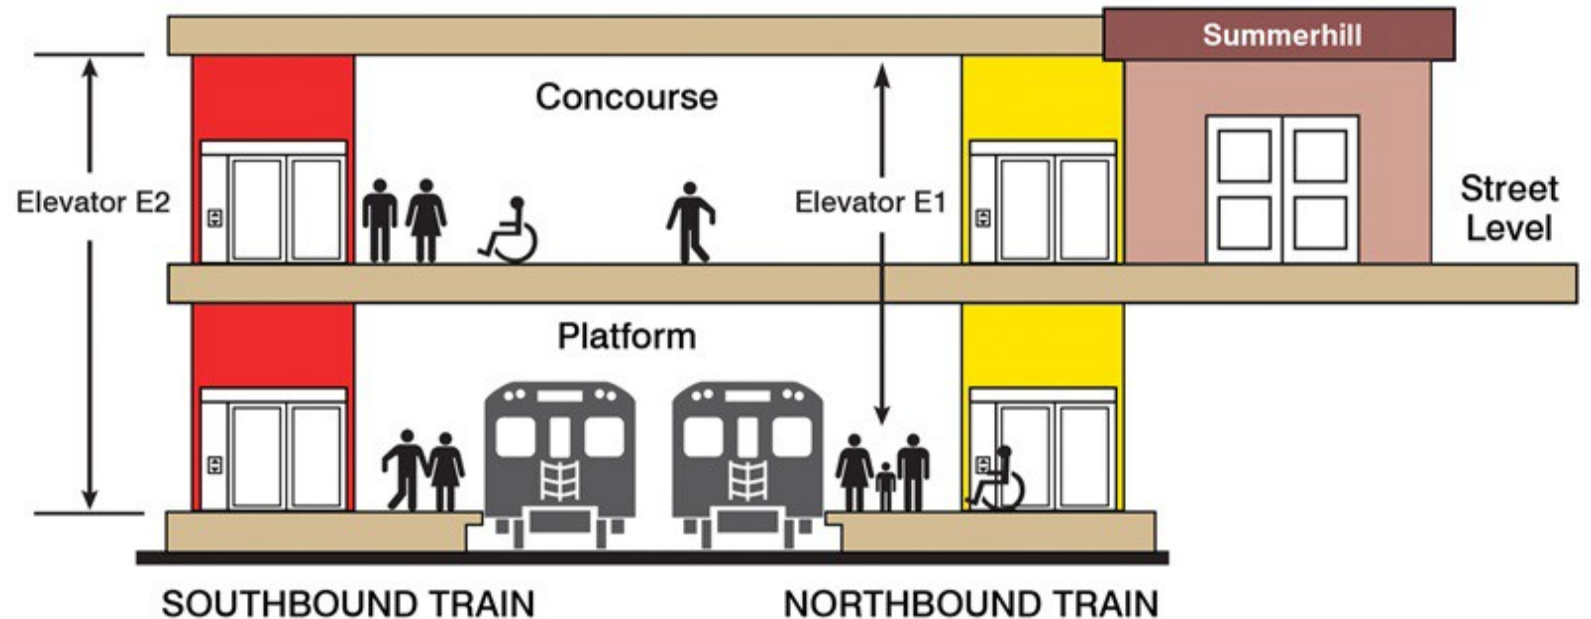 Summerhill
Concourse
Elevator E2
Elevator E1
Street
Level
Platform
SOUTHBOUND TRAIN
NORTHBOUND TRAIN